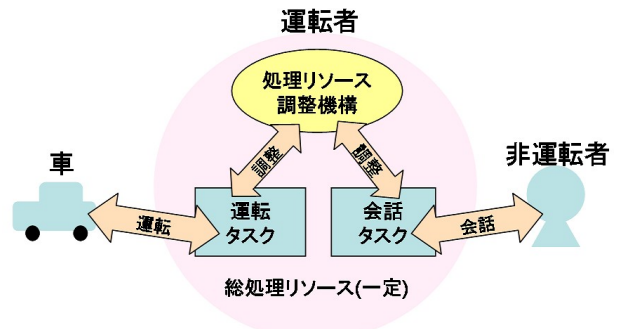 運転者
処理リソース
調整機構
車
調整
調整
非運転者
運転
タスク
会話
タスク
運転
会話
総処理リソース(一定)